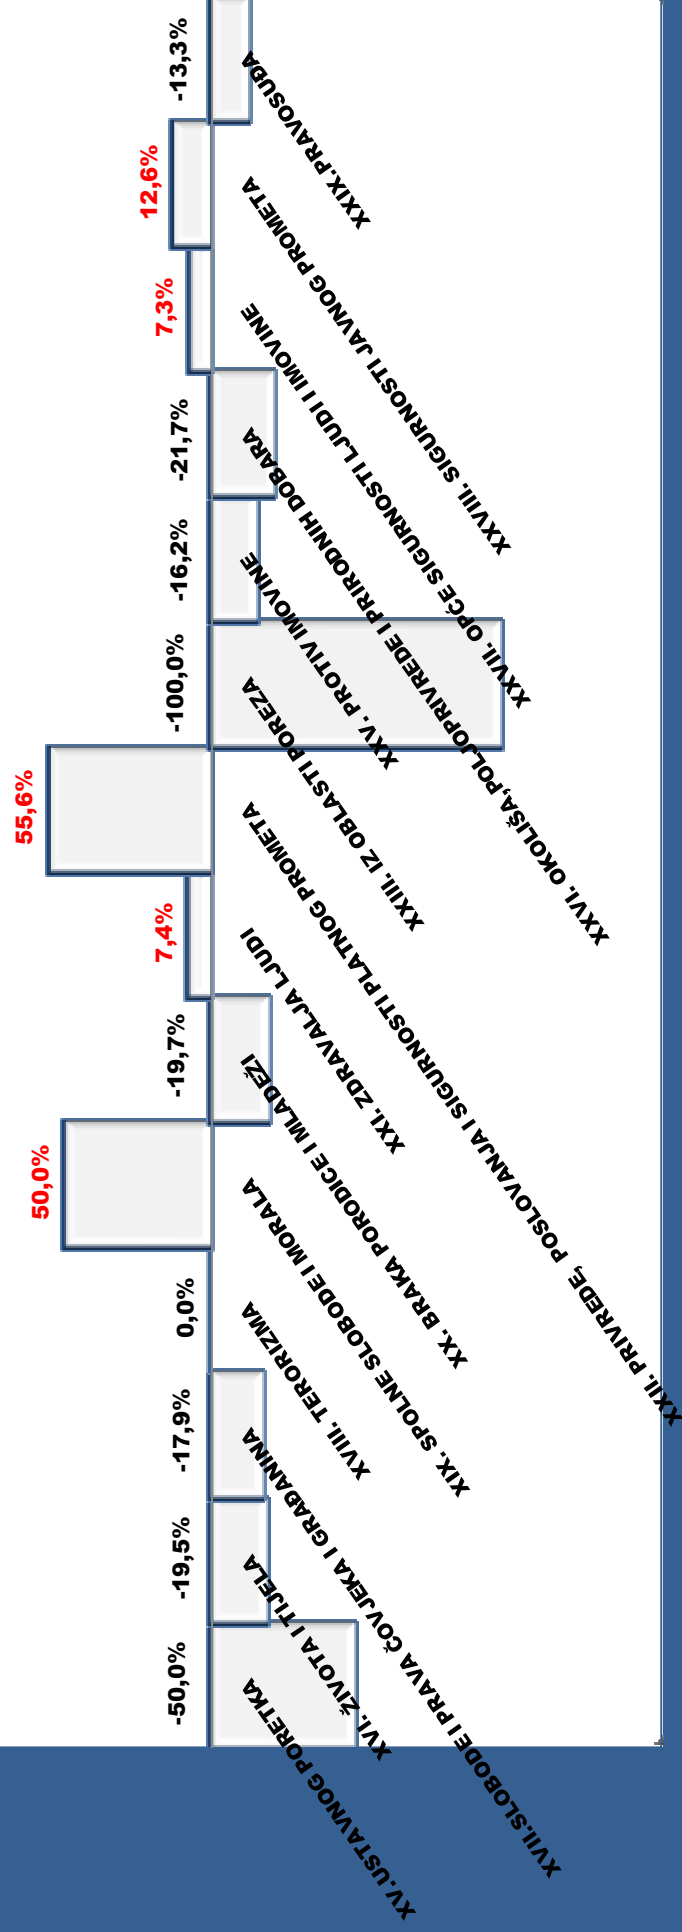 -50,0%
-19,5%
-17,9%
0,0%
50,0%
-19,7%
7,4%
55,6%
-100,0%
-16,2%
-21,7%
7,3%
12,6%
-13,3%
XV.USTAVNOG PORETKA
XVI. ŽIVOTA I TIJELA
XVII.SLOBODE I PRAVA ČOVJEKA I GRAĐANINA
XVIII. TERORIZMA
XIX. SPOLNE SLOBODE I MORALA
XX. BRAKA PORODICE I MLADEŽI
XXI. ZDRAVALJA LJUDI
XXII. PRIVREDE, POSLOVANJA I SIGURNOSTI PLATNOG PROMETA
XXIII. IZ OBLASTI POREZA
XXV. PROTIV IMOVINE
XXVI. OKOLIŠA,POLJOPRIVREDE I PRIRODNIH DOBARA
XXVII. OPĆE SIGURNOSTI LJUDI I IMOVINE
XXVIII. SIGURNOSTI JAVNOG PROMETA
XXIX.PRAVOSUĐA